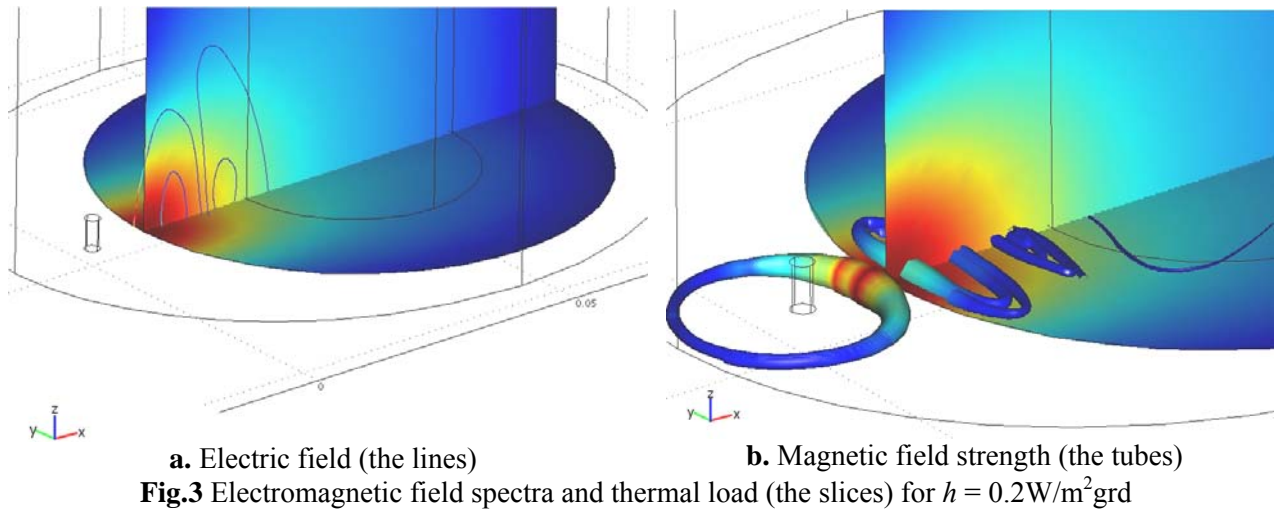 0.05
0
z
y
x
z
y
x
a. Electric field (the lines)
b. Magnetic field strength (the tubes)
Fig.3 Electromagnetic field spectra and thermal load (the slices) for h = 0.2W/m²grd